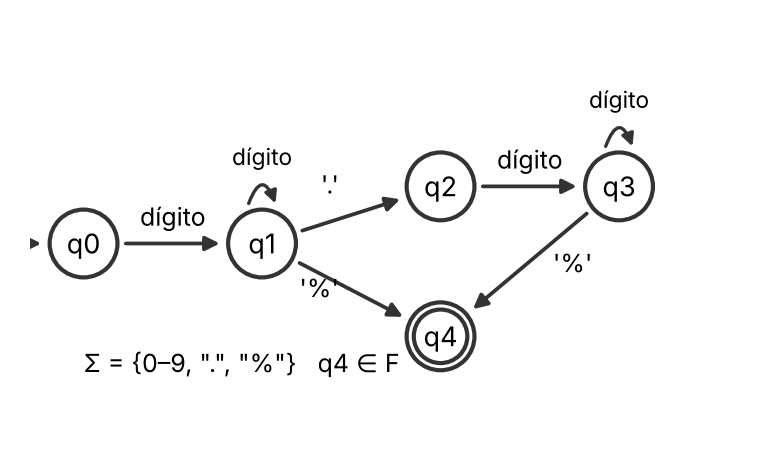 dígito
dígito
'.'
dígito
q2
q3
dígito
q0
q1
'%'
'%'
q4
Σ = {0–9, ".", "%"} q4 ∈ F